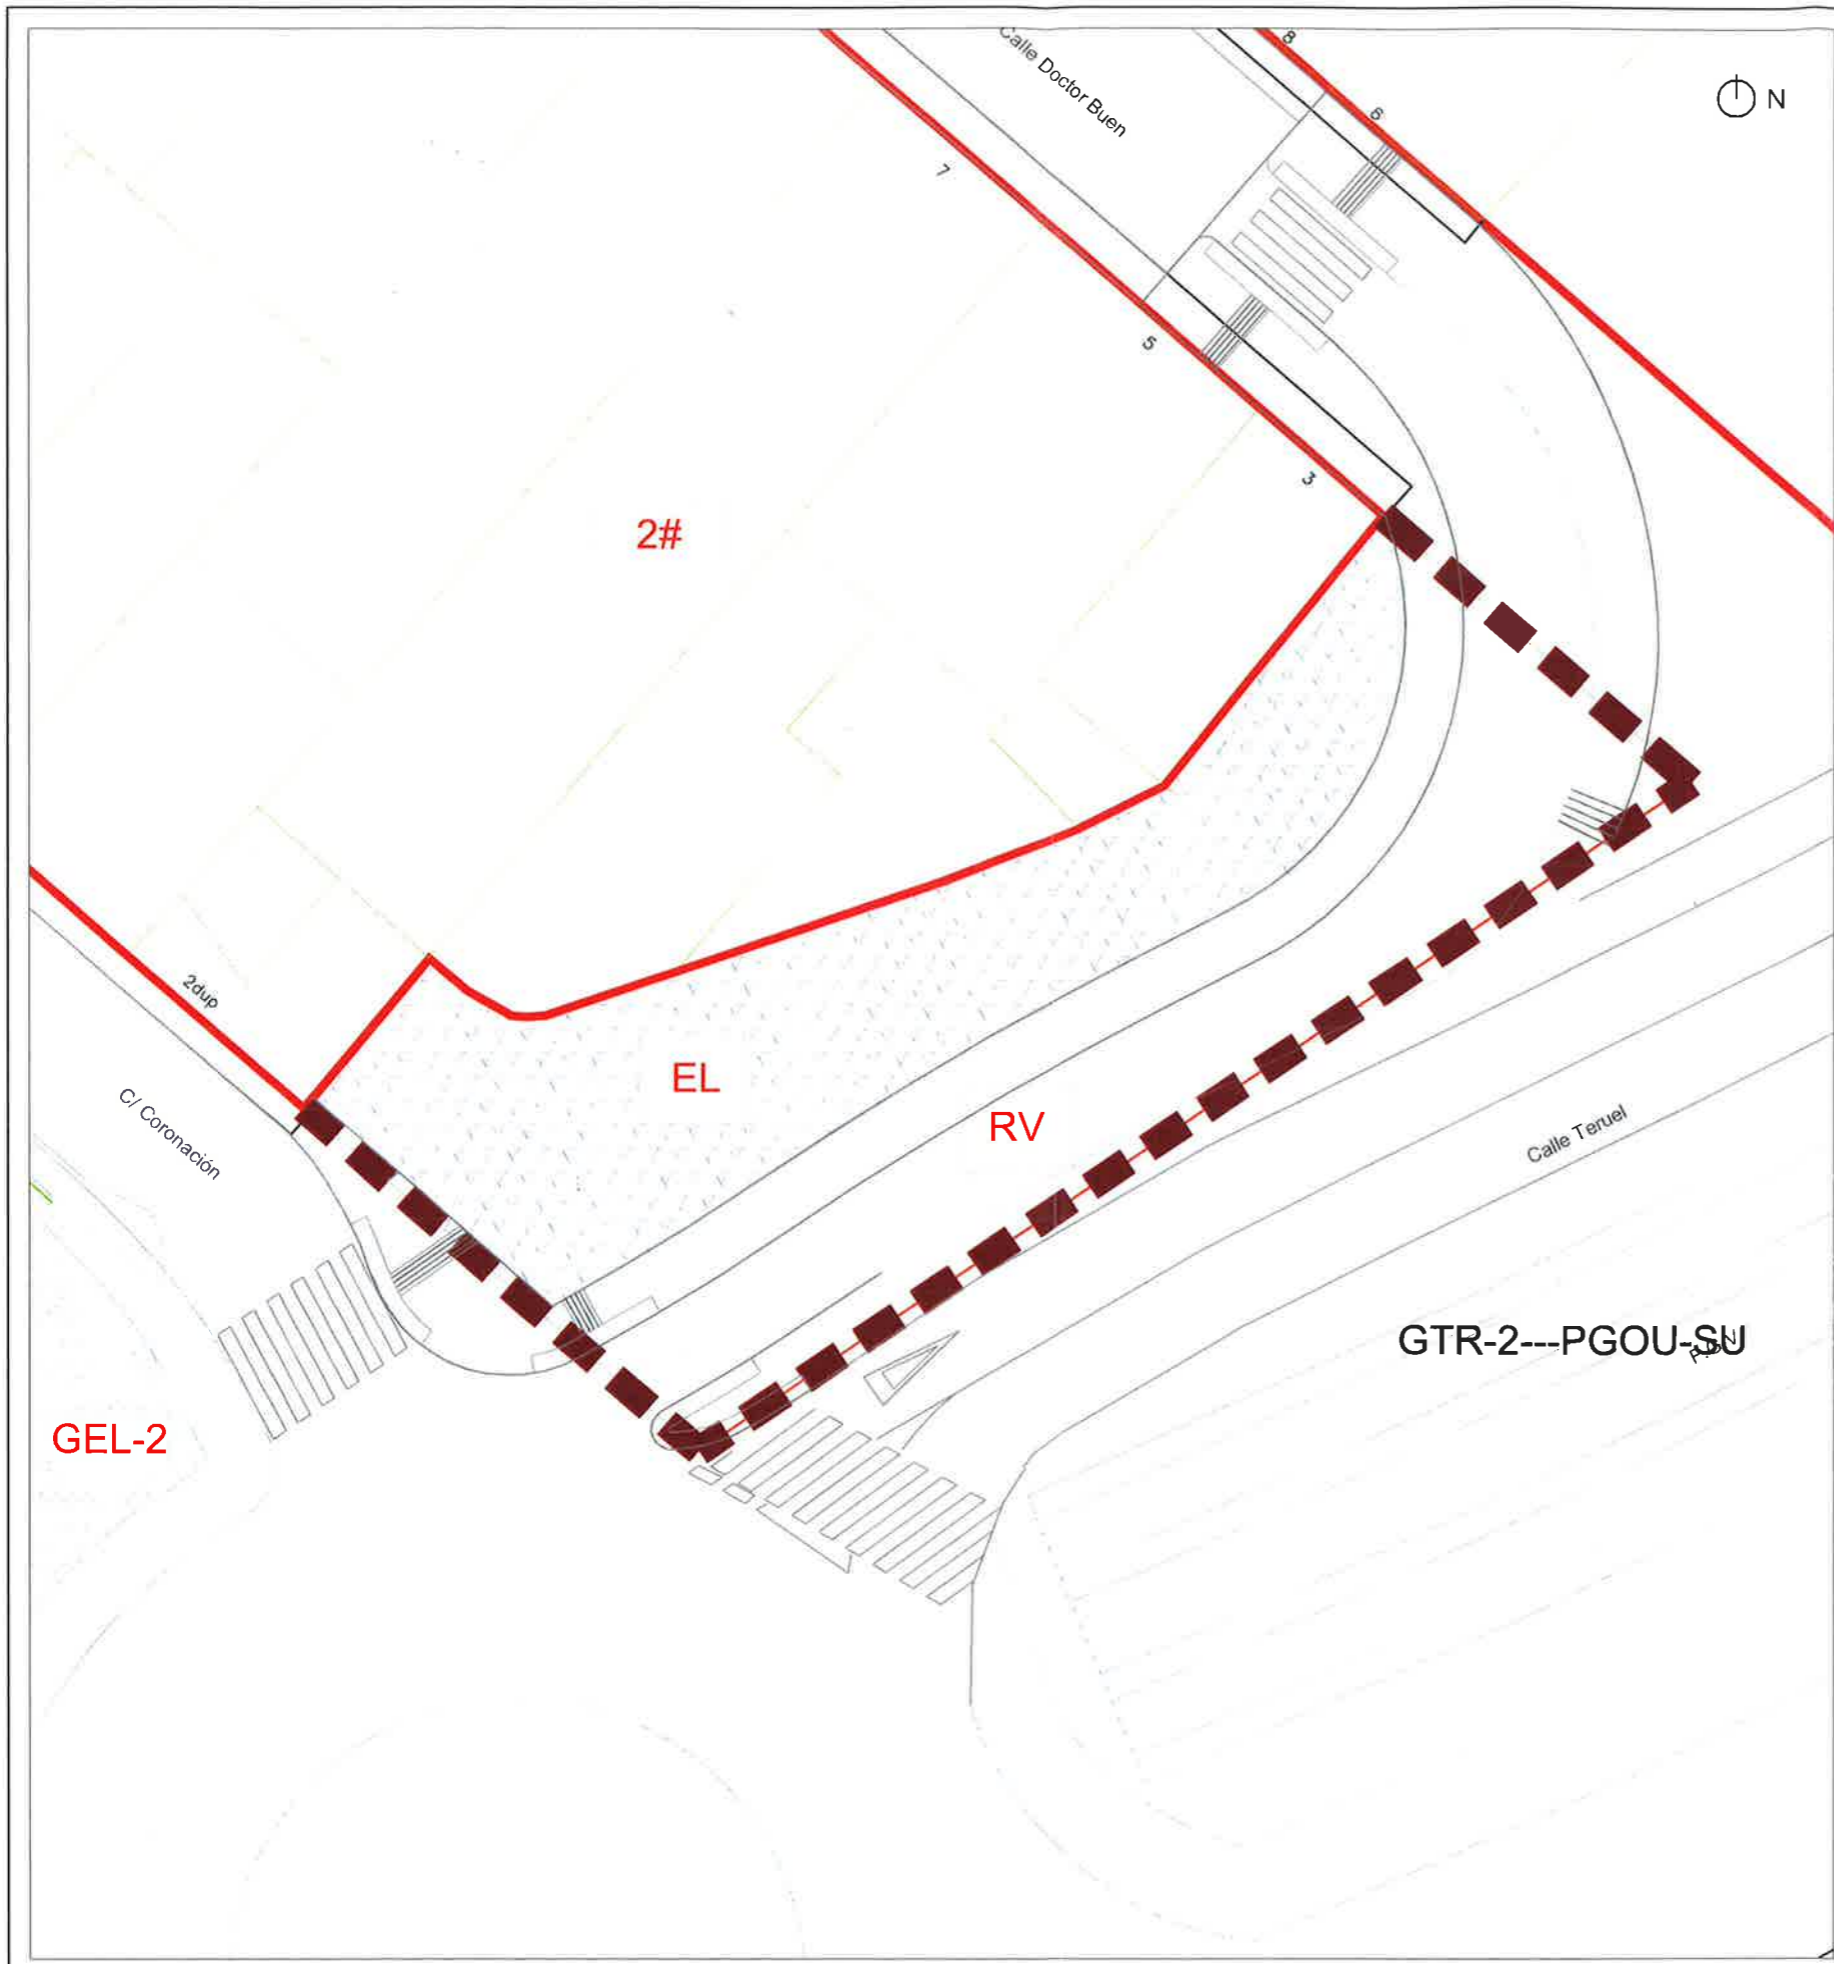 Calle Doctor Buen
8
6
N
7
5
3
2#
2dup
C/ Coronación
EL
RV
Calle Teruel
GTR-2---PGOU-SU
GEL-2